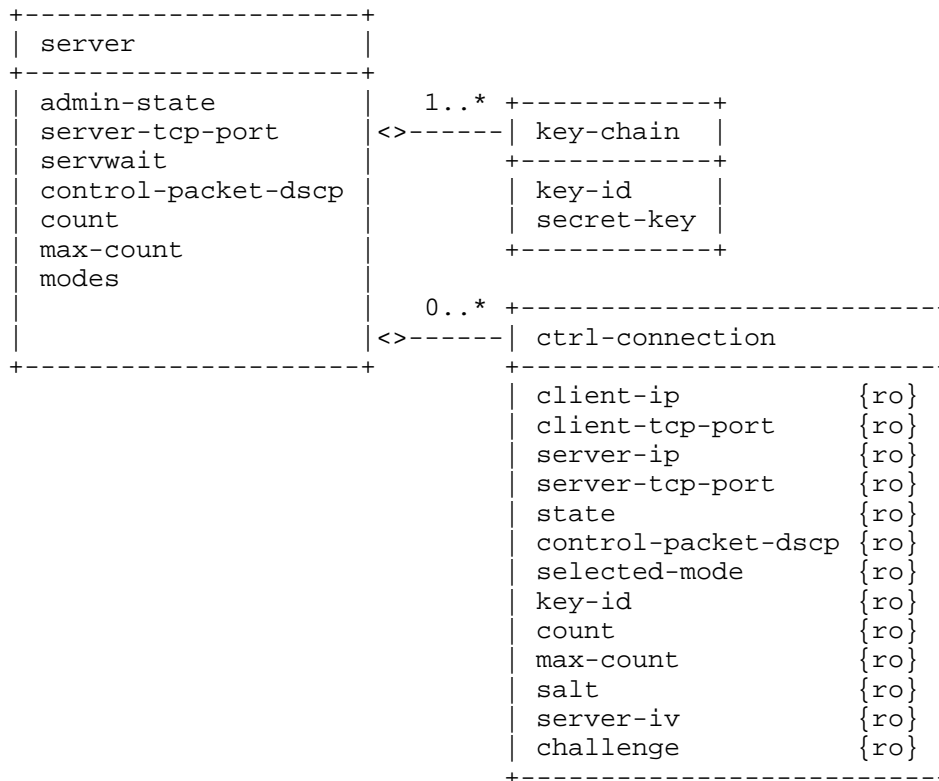 +---------------------+
| server              |
+---------------------+
| admin-state         |   1..* +------------+
| server-tcp-port     |<>------| key-chain  |
| servwait            |        +------------+
| control-packet-dscp |        | key-id     |
| count               |        | secret-key |
| max-count           |        +------------+
| modes               |
|                     |   0..* +--------------------------
|                     |<>------| ctrl-connection
+---------------------+        +--------------------------
                               | client-ip           {ro}
                               | client-tcp-port     {ro}
                               | server-ip           {ro}
                               | server-tcp-port     {ro}
                               | state               {ro}
                               | control-packet-dscp {ro}
                               | selected-mode       {ro}
                               | key-id              {ro}
                               | count               {ro}
                               | max-count           {ro}
                               | salt                {ro}
                               | server-iv           {ro}
                               | challenge           {ro}
                               +--------------------------